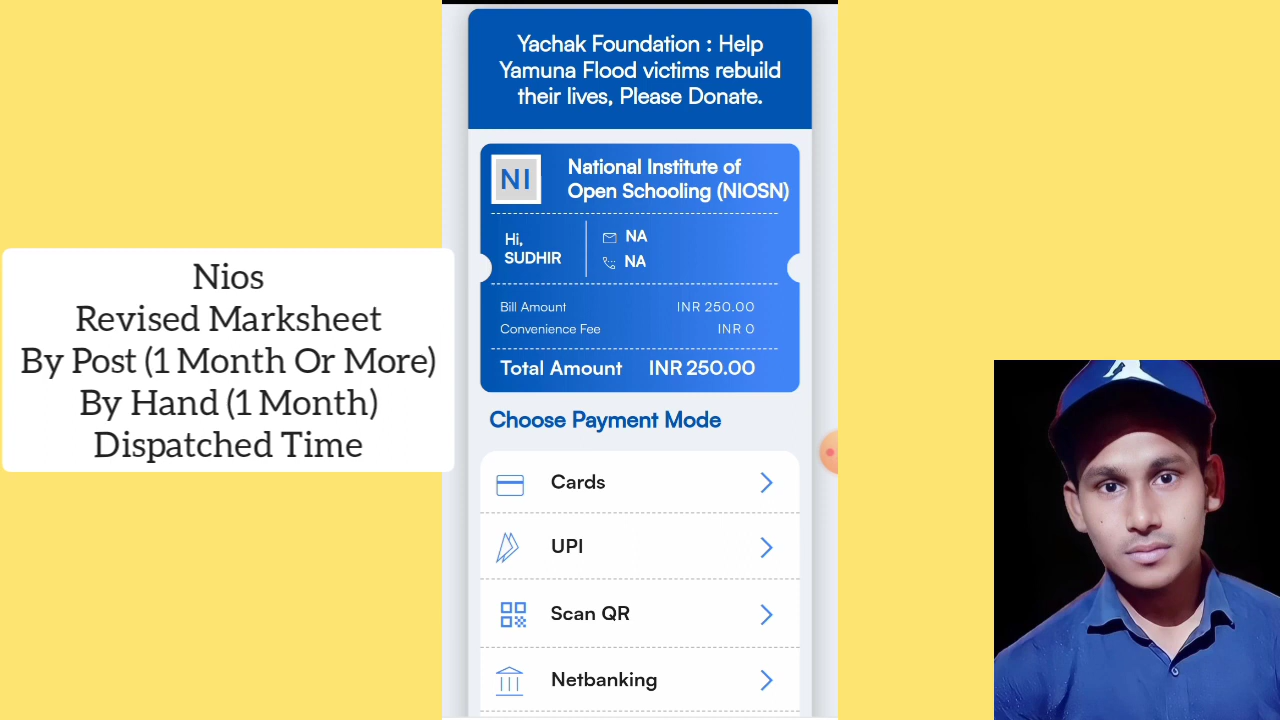 Nios
Revised Marksheet
By Post (1 Month Or More)
By Hand (1 Month)
Dispatched Time
Yachak Foundation : Help
Yamuna Flood victims rebuild
their lives, Please Donate.
NI
National Institute of
Open Schooling (NIOSN)
Hi,
SUDHIR
NA
NA
Bill Amount INR 250.00
Convenience Fee INR 0
Total Amount INR 250.00
Choose Payment Mode
Cards
UPI
Scan QR
Netbanking